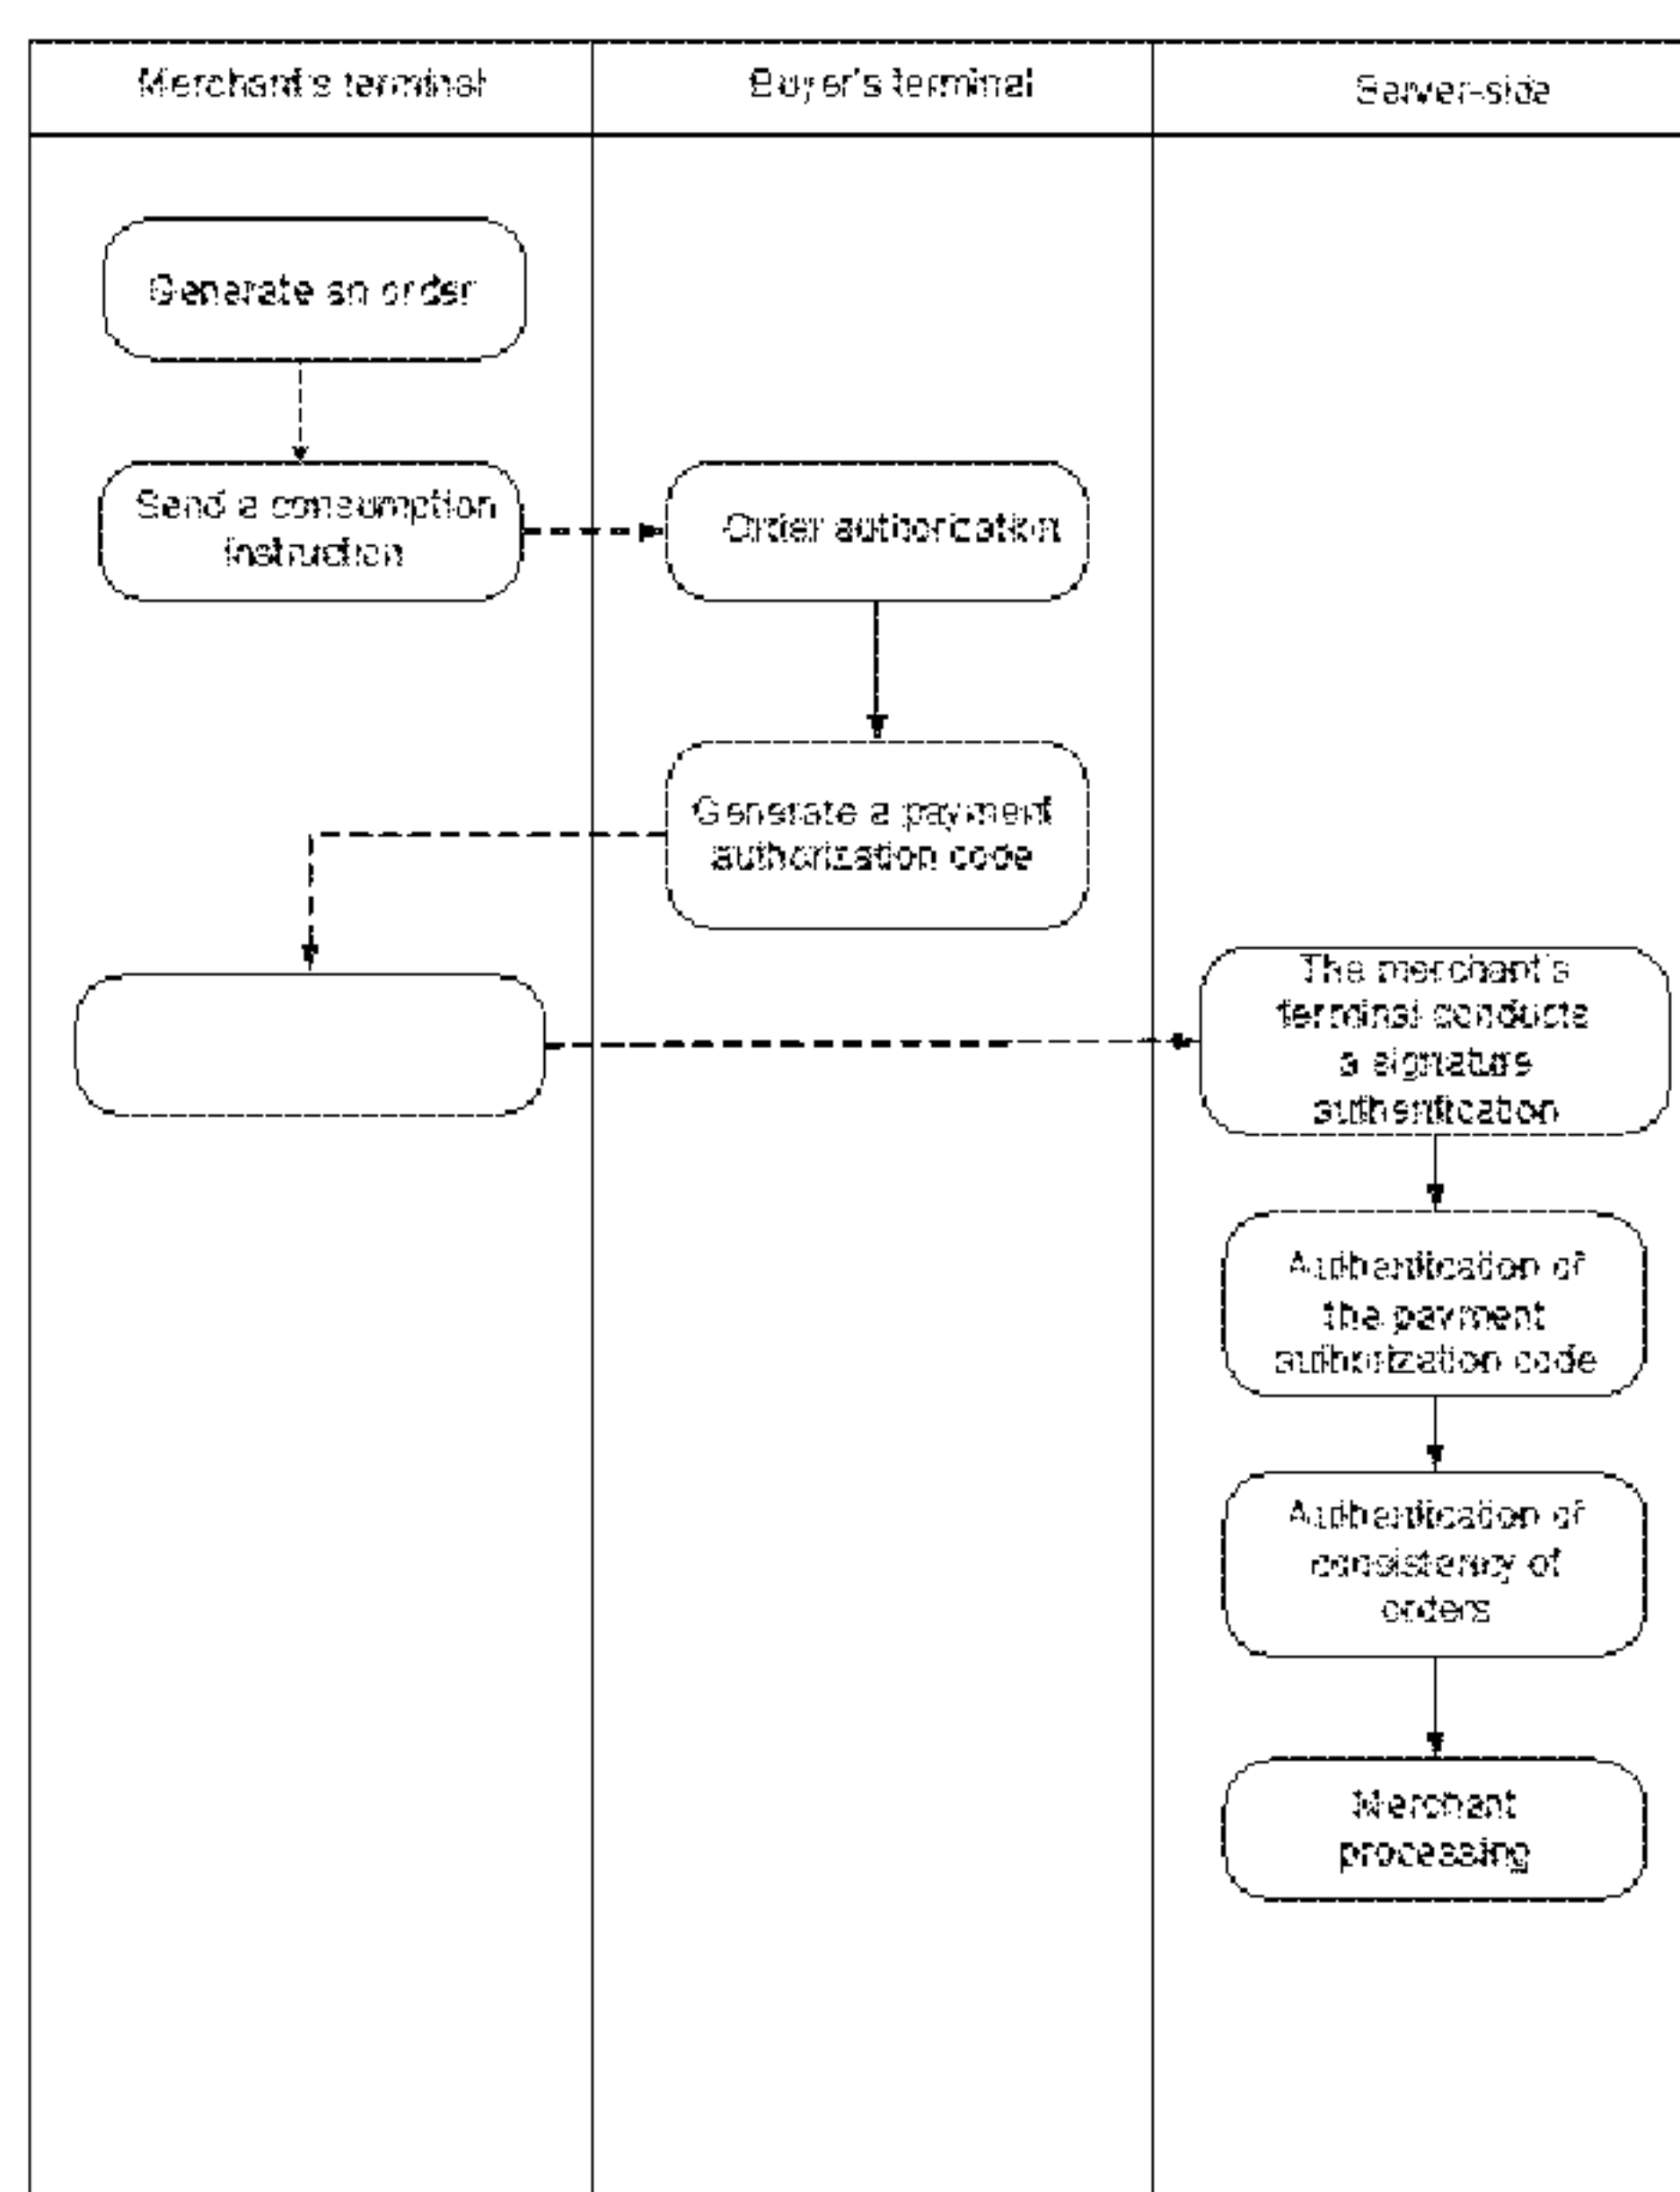 Merchant's terminal
Buyer's terminal
Server-side
Generate an order
Send a consumption
instruction
Order authorization
Generate a payment
authorization code
The merchant's
terminal conducts
a signature
authentication
Authentication of
the payment
authorization code
Authentication of
consistency of
orders
Merchant
processing